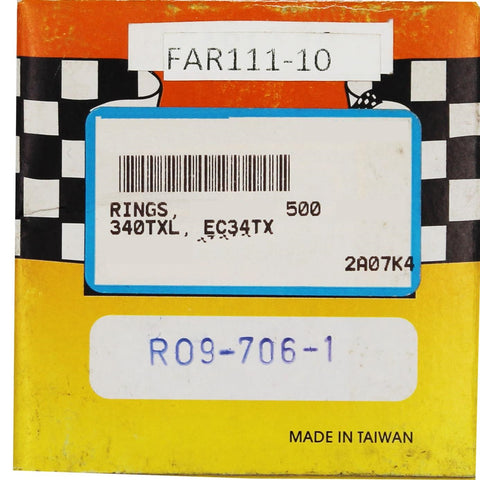 FAR111-10
RINGS, 500
340TXL, EC34TX
2A07K4
R09-706-1
MADE IN TAIWAN